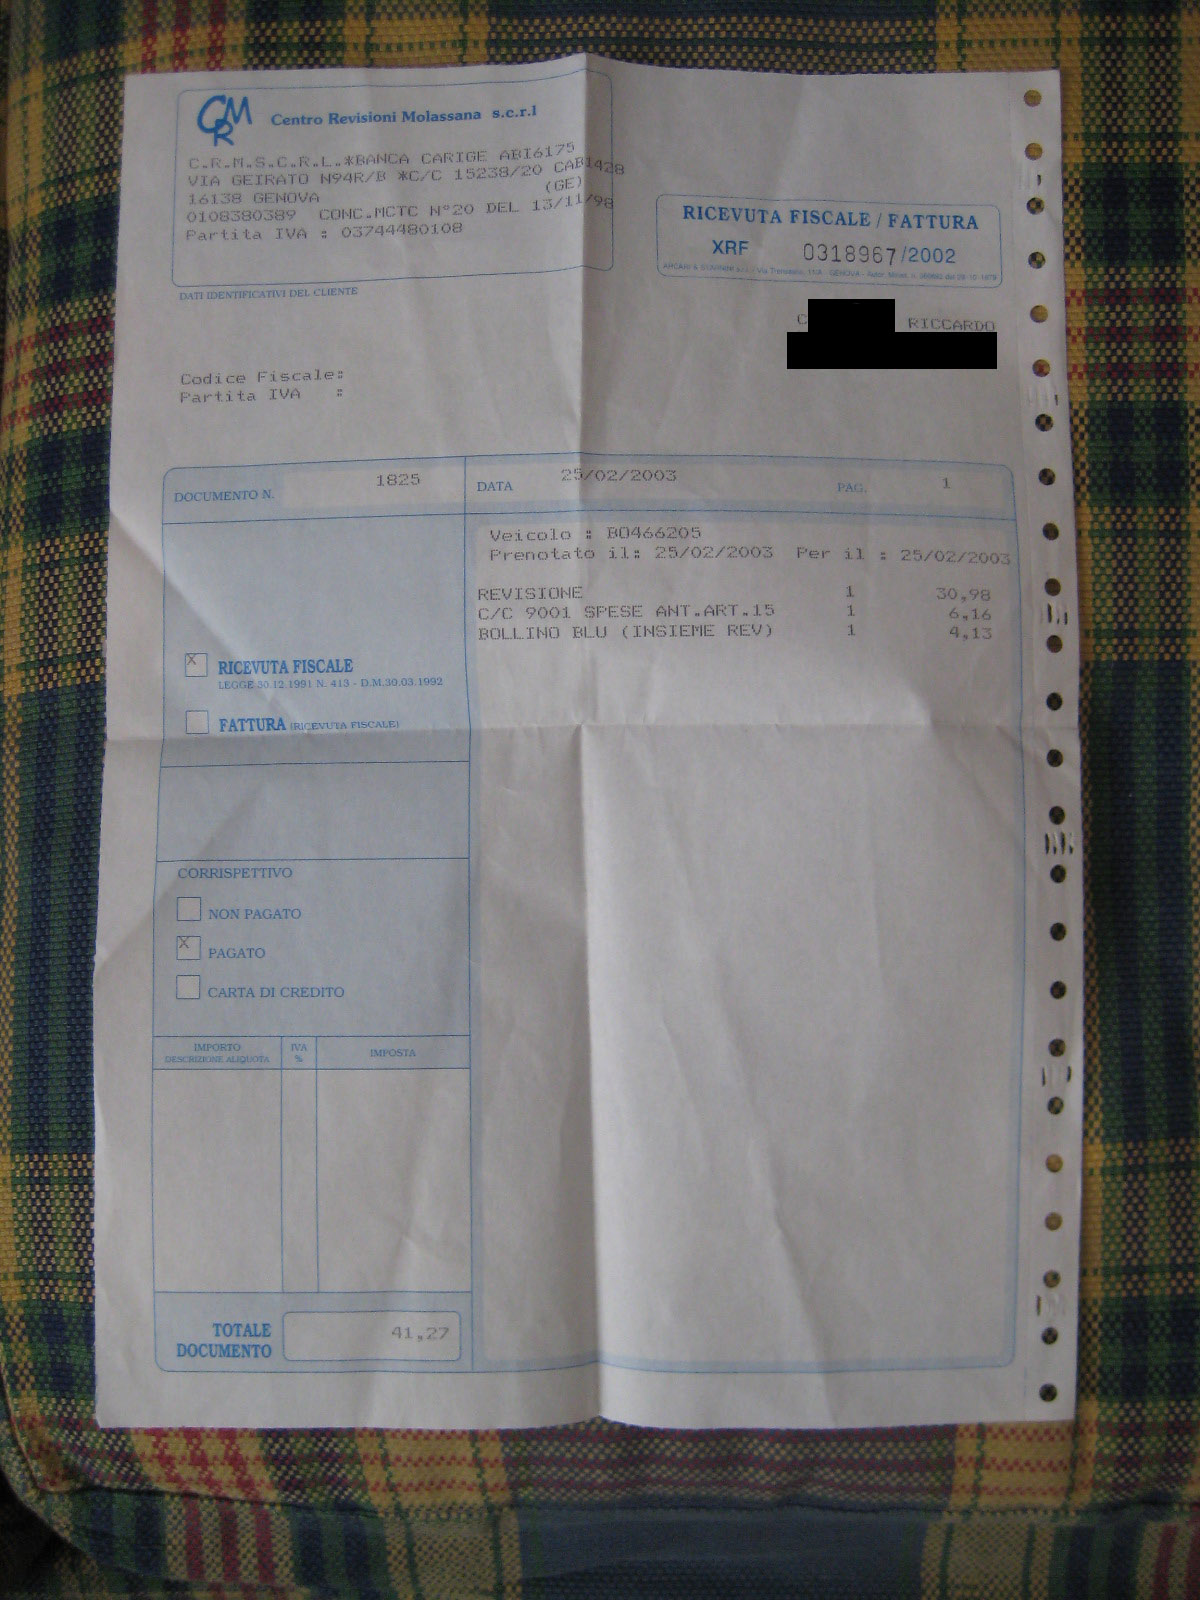 CMR Centro Revisioni Molassana s.c.r.l
C.R.M.S.C.R.L.*BANCA CARIGE ABI6175
VIA GEIRATO N94R/B *C/C 15238/20 CAB1428
16138 GENOVA (GE)
0108380389 CONC.MCTC N°20 DEL 13/11/98
Partita IVA : 03744480108
RICEVUTA FISCALE / FATTURA
XRF 0318967/2002
DATI IDENTIFICATIVI DEL CLIENTE
C RICCARDO
Codice Fiscale:
Partita IVA :
DOCUMENTO N. 1825 DATA 25/02/2003 PAG. 1
Veicolo : BO466205
Prenotato il: 25/02/2003 Per il : 25/02/2003
REVISIONE 1 30,98
C/C 9001 SPESE ANT.ART.15 1 6,16
BOLLINO BLU (INSIEME REV) 1 4,13
X RICEVUTA FISCALE
LEGGE 30.12.1991 N. 413 - D.M.30.03.1992
FATTURA (RICEVUTA FISCALE)
CORRISPETTIVO
NON PAGATO
X PAGATO
CARTA DI CREDITO
IMPORTO IVA IMPOSTA
DESCRIZIONE ALIQUOTA %
TOTALE DOCUMENTO 41,27